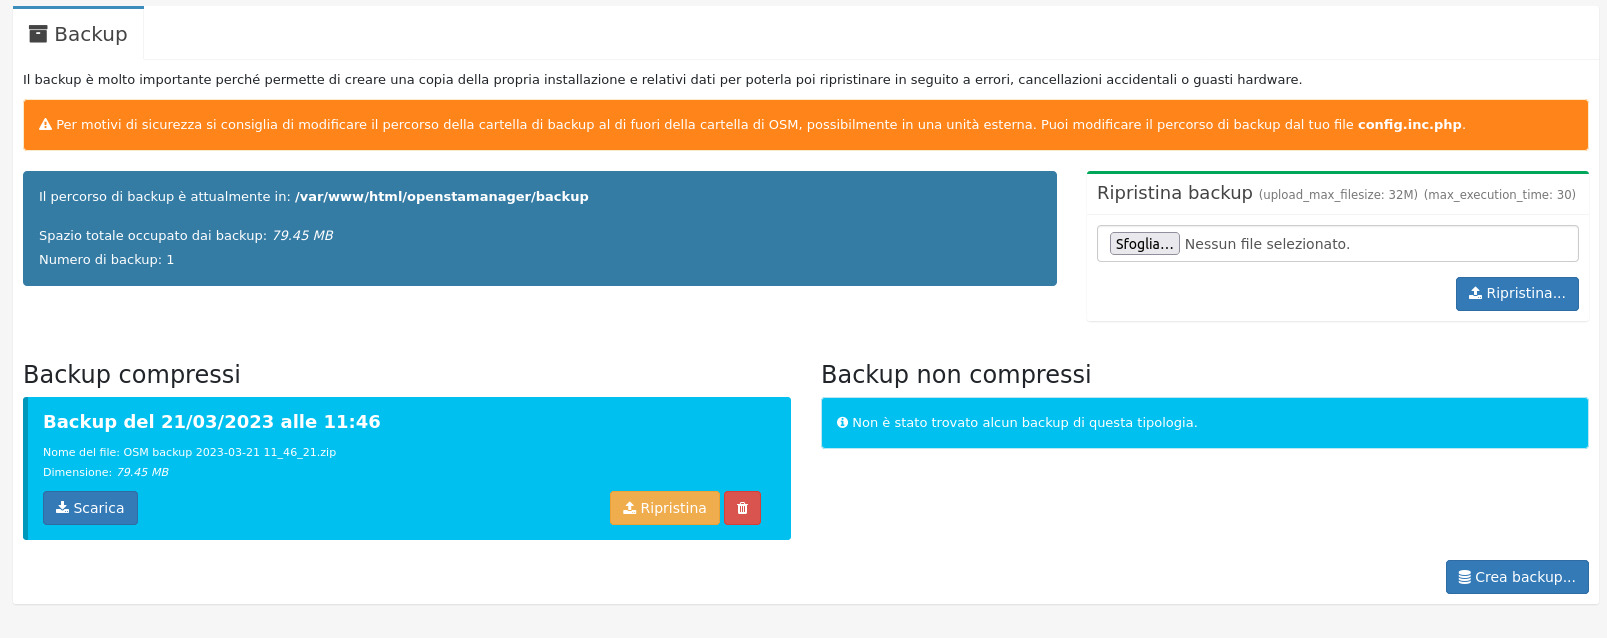 Backup
Il backup è molto importante perché permette di creare una copia della propria installazione e relativi dati per poterla poi ripristinare in seguito a errori, cancellazioni accidentali o guasti hardware.
Per motivi di sicurezza si consiglia di modificare il percorso della cartella di backup al di fuori della cartella di OSM, possibilmente in una unità esterna. Puoi modificare il percorso di backup dal tuo file config.inc.php.
Il percorso di backup è attualmente in: /var/www/html/openstamanager/backup
Spazio totale occupato dai backup: 79.45 MB
Numero di backup: 1
Ripristina backup (upload_max_filesize: 32M) (max_execution_time: 30)
Sfoglia... Nessun file selezionato.
Ripristina...
Backup compressi
Backup del 21/03/2023 alle 11:46
Nome del file: OSM backup 2023-03-21 11_46_21.zip
Dimensione: 79.45 MB
Scarica
Ripristina
Backup non compressi
Non è stato trovato alcun backup di questa tipologia.
Crea backup...